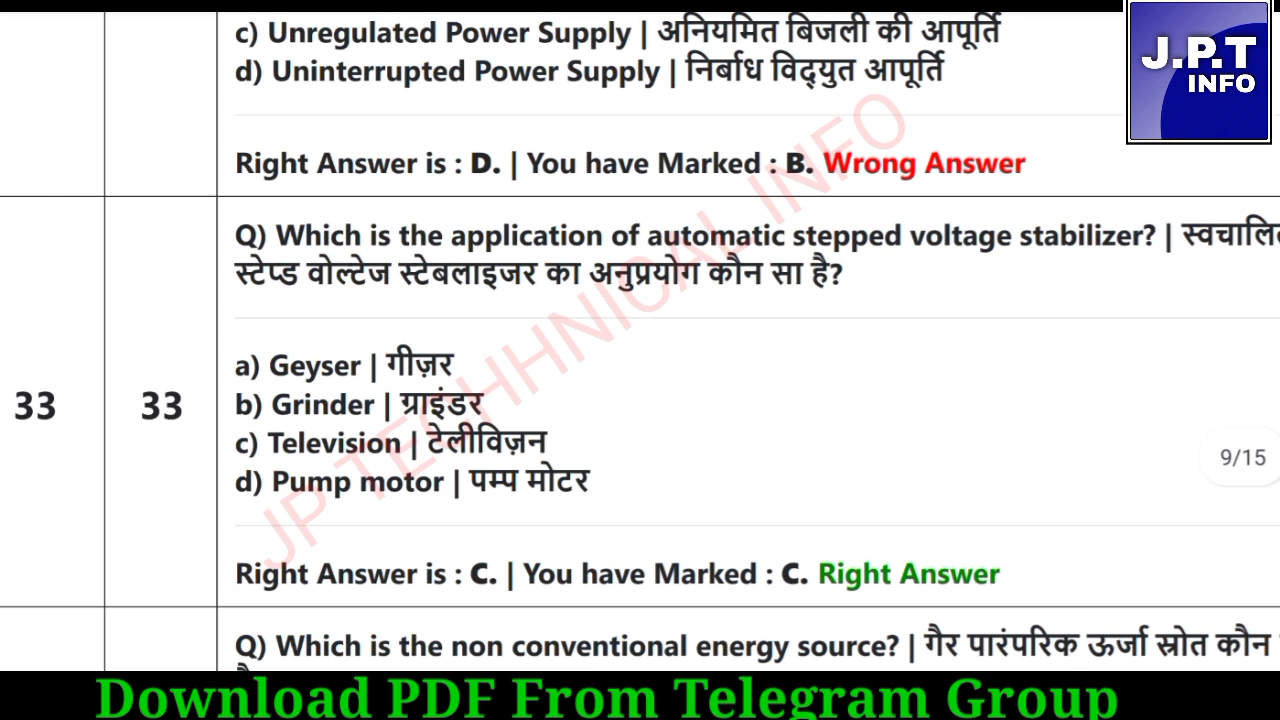 c) Unregulated Power Supply | अनियमित बिजली की आपूर्ति
d) Uninterrupted Power Supply | निर्बाध विद्युत आपूर्ति
J.P.T
INFO
Right Answer is : D. | You have Marked : B. Wrong Answer
33
33
Q) Which is the application of automatic stepped voltage stabilizer? |
स्टेप्ड वोल्टेज स्टेबलाइजर का अनुप्रयोग कौन सा है?
a) Geyser | गीज़र
b) Grinder | ग्राइंडर
c) Television | टेलीविज़न
d) Pump motor | पम्प मोटर
9/15
Right Answer is : C. | You have Marked : C. Right Answer
Q) Which is the non conventional energy source? | गैर पारंपरिक ऊर्जा स्रोत कौन
JP TECHHNICAL INFO
Download PDF From Telegram Group